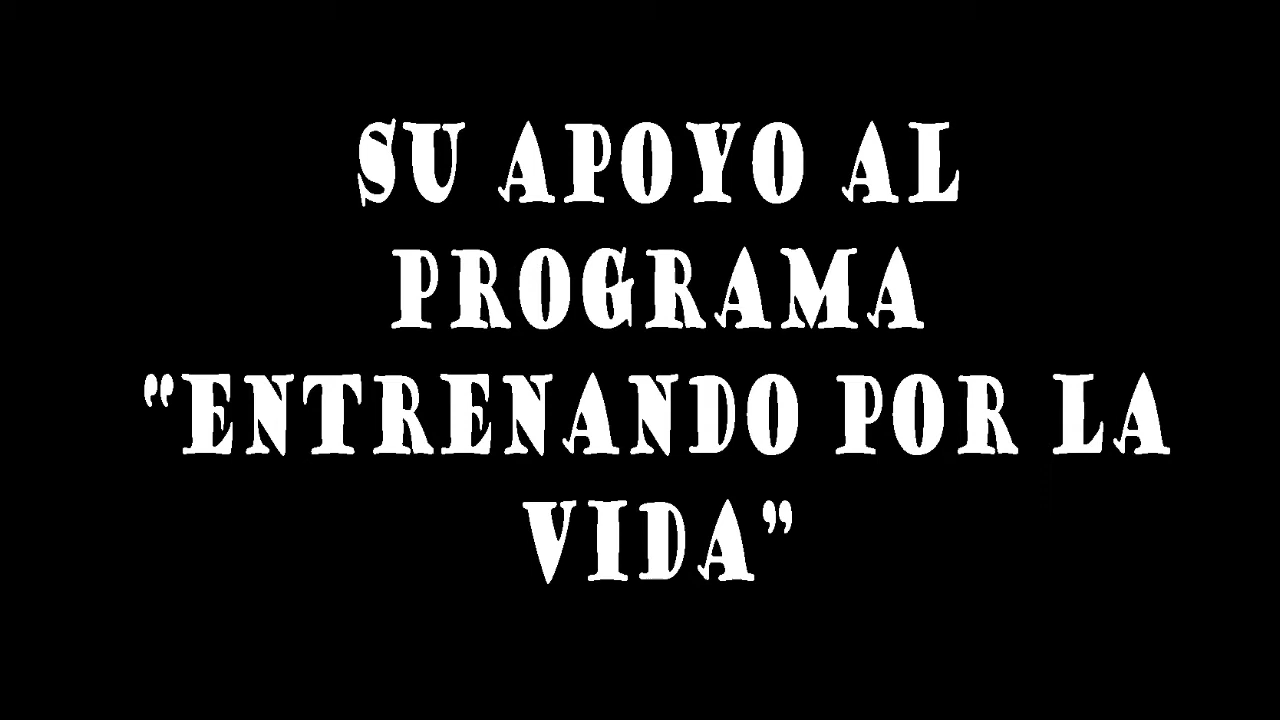 SU APOYO AL
PROGRAMA
“ENTRENANDO POR LA
VIDA”